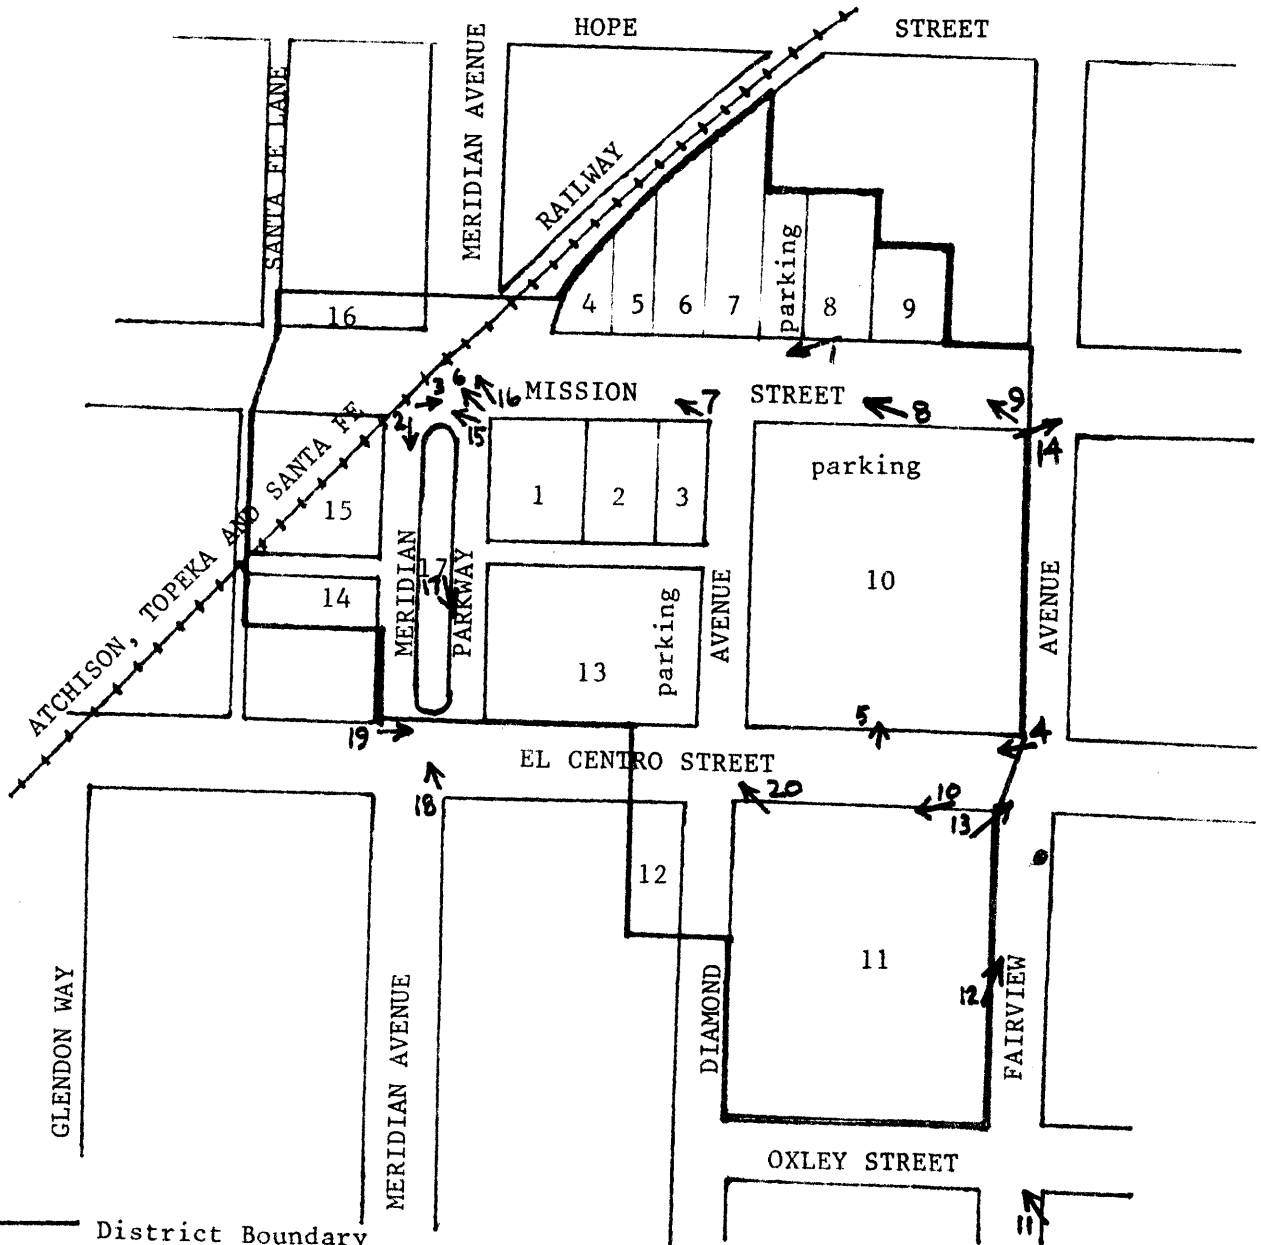 HOPE STREET
SANTA FE LANE
MERIDIAN AVENUE
RAILWAY
parking
4 5 6 7 8 9
16
1
MISSION STREET
3 6 16 7 8 9
2 15 14
ATCHISON, TOPEKA AND SANTA FE
parking
15
1 2 3
MERIDIAN PARKWAY
17
17
AVENUE
10
AVENUE
14
13
parking
19
5
4
EL CENTRO STREET
18
20
10
13
12
11
12
GLENDON WAY
MERIDIAN AVENUE
DIAMOND
FAIRVIEW
OXLEY STREET
11
District Boundary